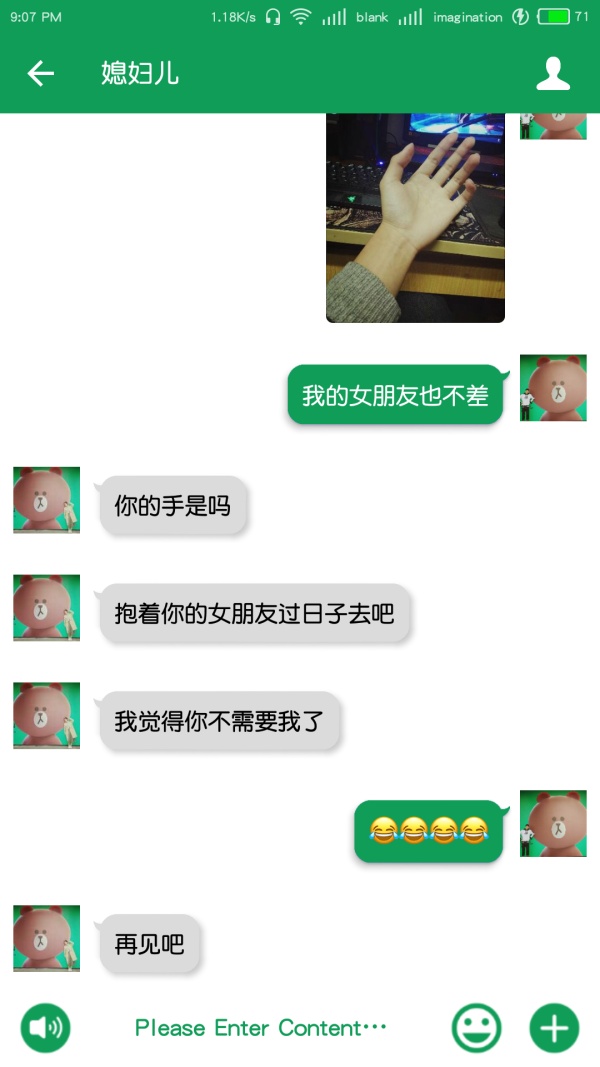 9:07 PM 1.18K/s blank imagination 71
媳妇儿
我的女朋友也不差
你的手是吗
抱着你的女朋友过日子去吧
我觉得你不需要我了
😂😂😂😂
再见吧
Please Enter Content⋯